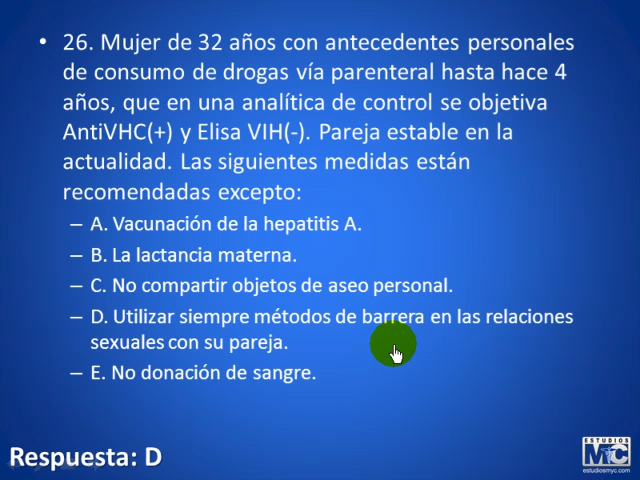 • 26. Mujer de 32 años con antecedentes personales
de consumo de drogas vía parenteral hasta hace 4
años, que en una analítica de control se objetiva
AntiVHC(+) y Elisa VIH(-). Pareja estable en la
actualidad. Las siguientes medidas están
recomendadas excepto:
– A. Vacunación de la hepatitis A.
– B. La lactancia materna.
– C. No compartir objetos de aseo personal.
– D. Utilizar siempre métodos de barrera en las relaciones
sexuales con su pareja.
– E. No donación de sangre.
Respuesta: D
ESTUDIOS
MyC
estudiosmyc.com